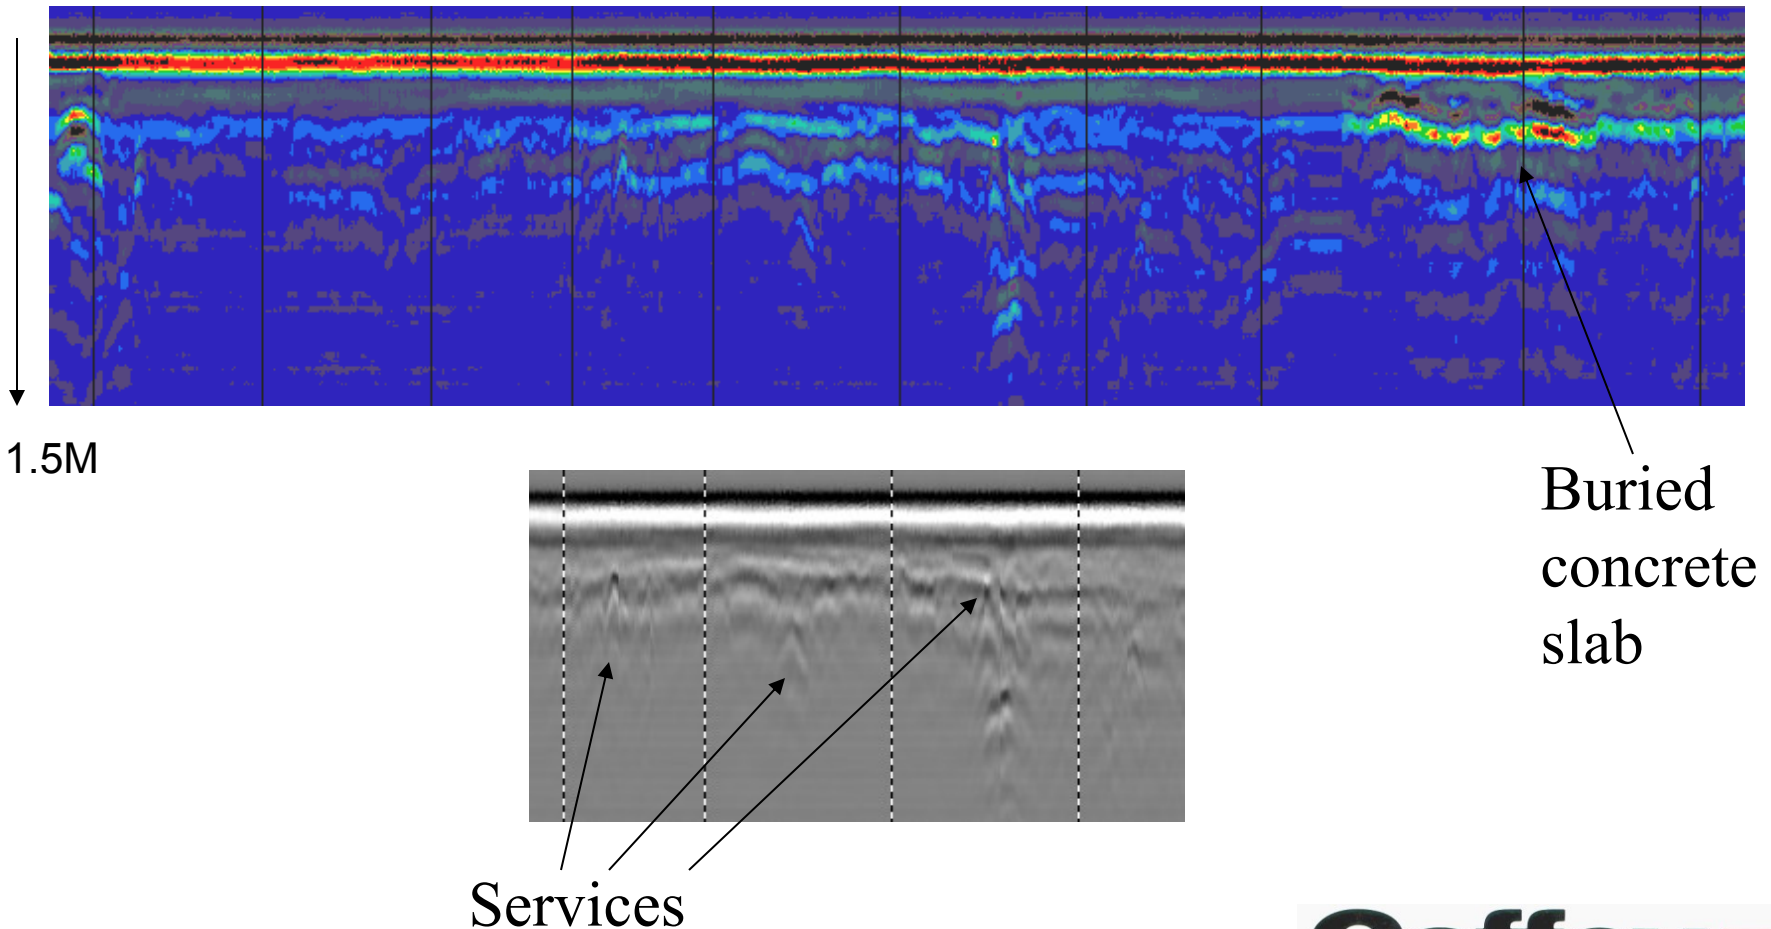 1.5M
Buried
concrete
slab
Services